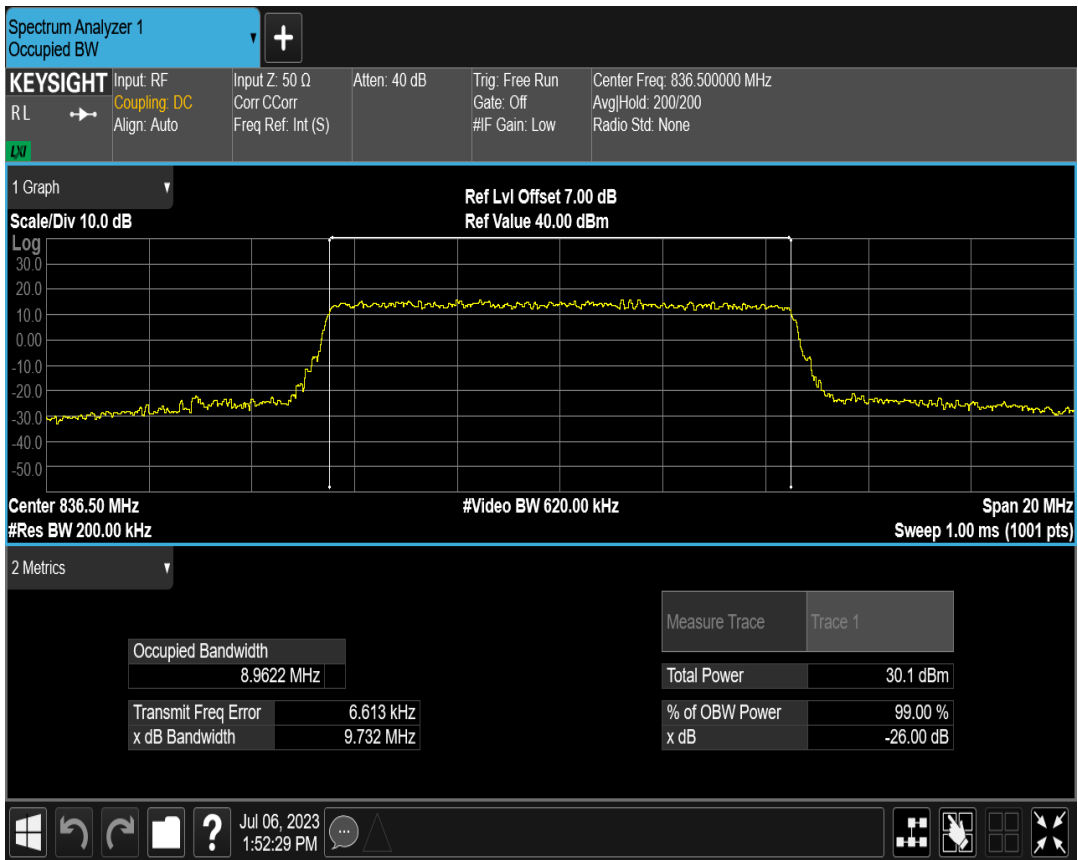 Spectrum Analyzer 1
Occupied BW
+
KEYSIGHT
RL
LXI
Input: RF
Coupling: DC
Align: Auto
Input Z: 50 Ω
Corr CCorr
Freq Ref: Int (S)
Atten: 40 dB
Trig: Free Run
Gate: Off
#IF Gain: Low
Center Freq: 836.500000 MHz
Avg|Hold: 200/200
Radio Std: None
1 Graph
Ref Lvl Offset 7.00 dB
Scale/Div 10.0 dB
Ref Value 40.00 dBm
Log
30.0
20.0
10.0
0.00
-10.0
-20.0
-30.0
-40.0
-50.0
Center 836.50 MHz
#Video BW 620.00 kHz
Span 20 MHz
#Res BW 200.00 kHz
Sweep 1.00 ms (1001 pts)
2 Metrics
Measure Trace Trace 1
Occupied Bandwidth
8.9622 MHz
Total Power 30.1 dBm
Transmit Freq Error 6.613 kHz
% of OBW Power 99.00 %
x dB Bandwidth 9.732 MHz
x dB -26.00 dB
?
Jul 06, 2023
1:52:29 PM